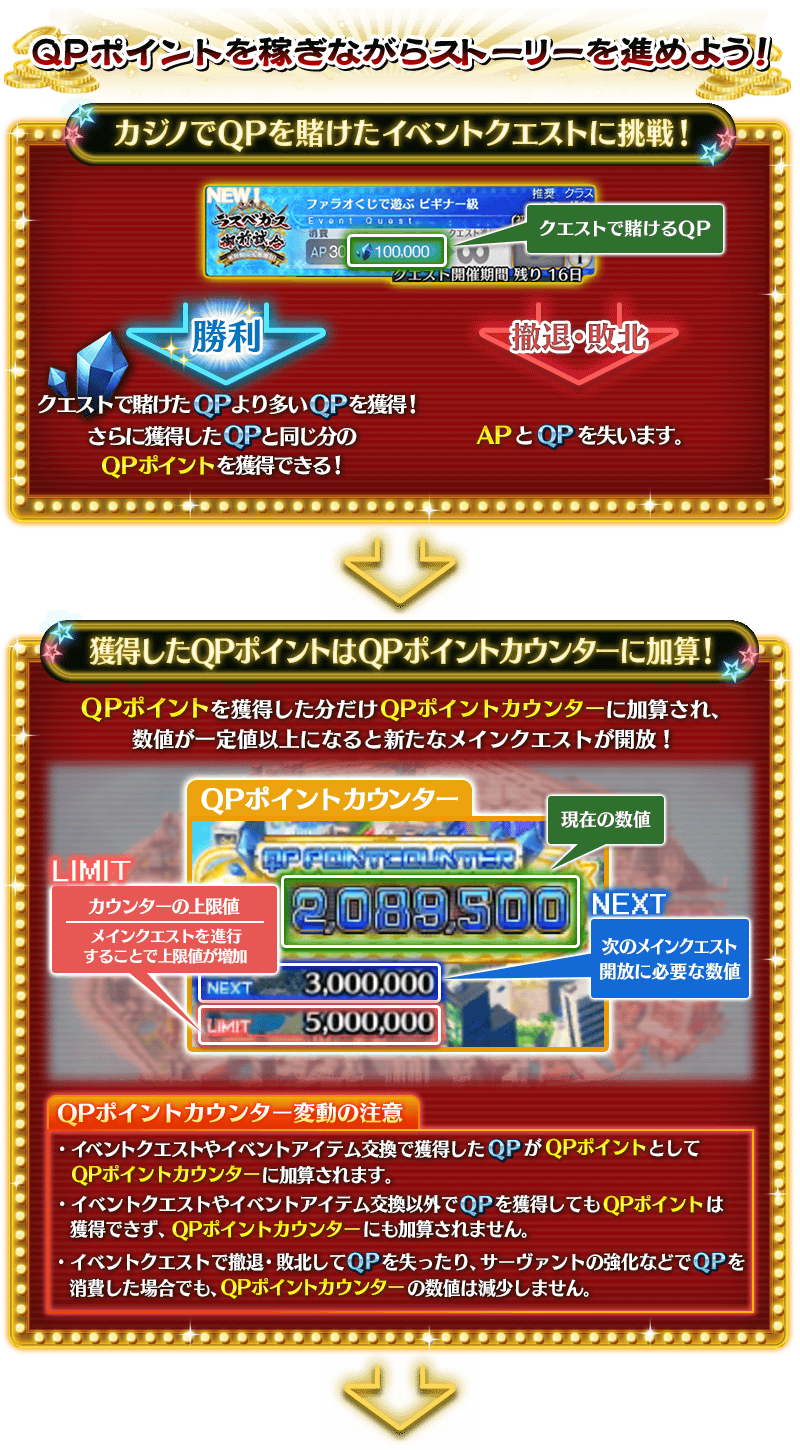 QPポイントを稼ぎながらストーリーを進めよう!
カジノでQPを賭けたイベントクエストに挑戦!
NEW!
ラスベガス
御前試合
ファラオくじで遊ぶ ビギナー級
Event Quest
推奨 クラス
消費
AP30
100,000
クエスト開催期間 残り 16日
クエストで賭けるQP
勝利
クエストで賭けたQPより多いQPを獲得!
さらに獲得したQPと同じ分の
QPポイントを獲得できる!
撤退・敗北
APとQPを失います。
獲得したQPポイントはQPポイントカウンターに加算!
QPポイントを獲得した分だけQPポイントカウンターに加算され、
数値が一定値以上になると新たなメインクエストが開放!
QPポイントカウンター
現在の数値
QP POINTCOUNTER
2,089,500
LIMIT
カウンターの上限値
メインクエストを進行
することで上限値が増加
NEXT
次のメインクエスト
開放に必要な数値
NEXT 3,000,000
LIMIT 5,000,000
QPポイントカウンター変動の注意
・イベントクエストやイベントアイテム交換で獲得したQPがQPポイントとして
QPポイントカウンターに加算されます。
・イベントクエストやイベントアイテム交換以外でQPを獲得してもQPポイントは
獲得できず、QPポイントカウンターにも加算されません。
・イベントクエストで撤退・敗北してQPを失ったり、サーヴァントの強化などでQPを
消費した場合でも、QPポイントカウンターの数値は減少しません。